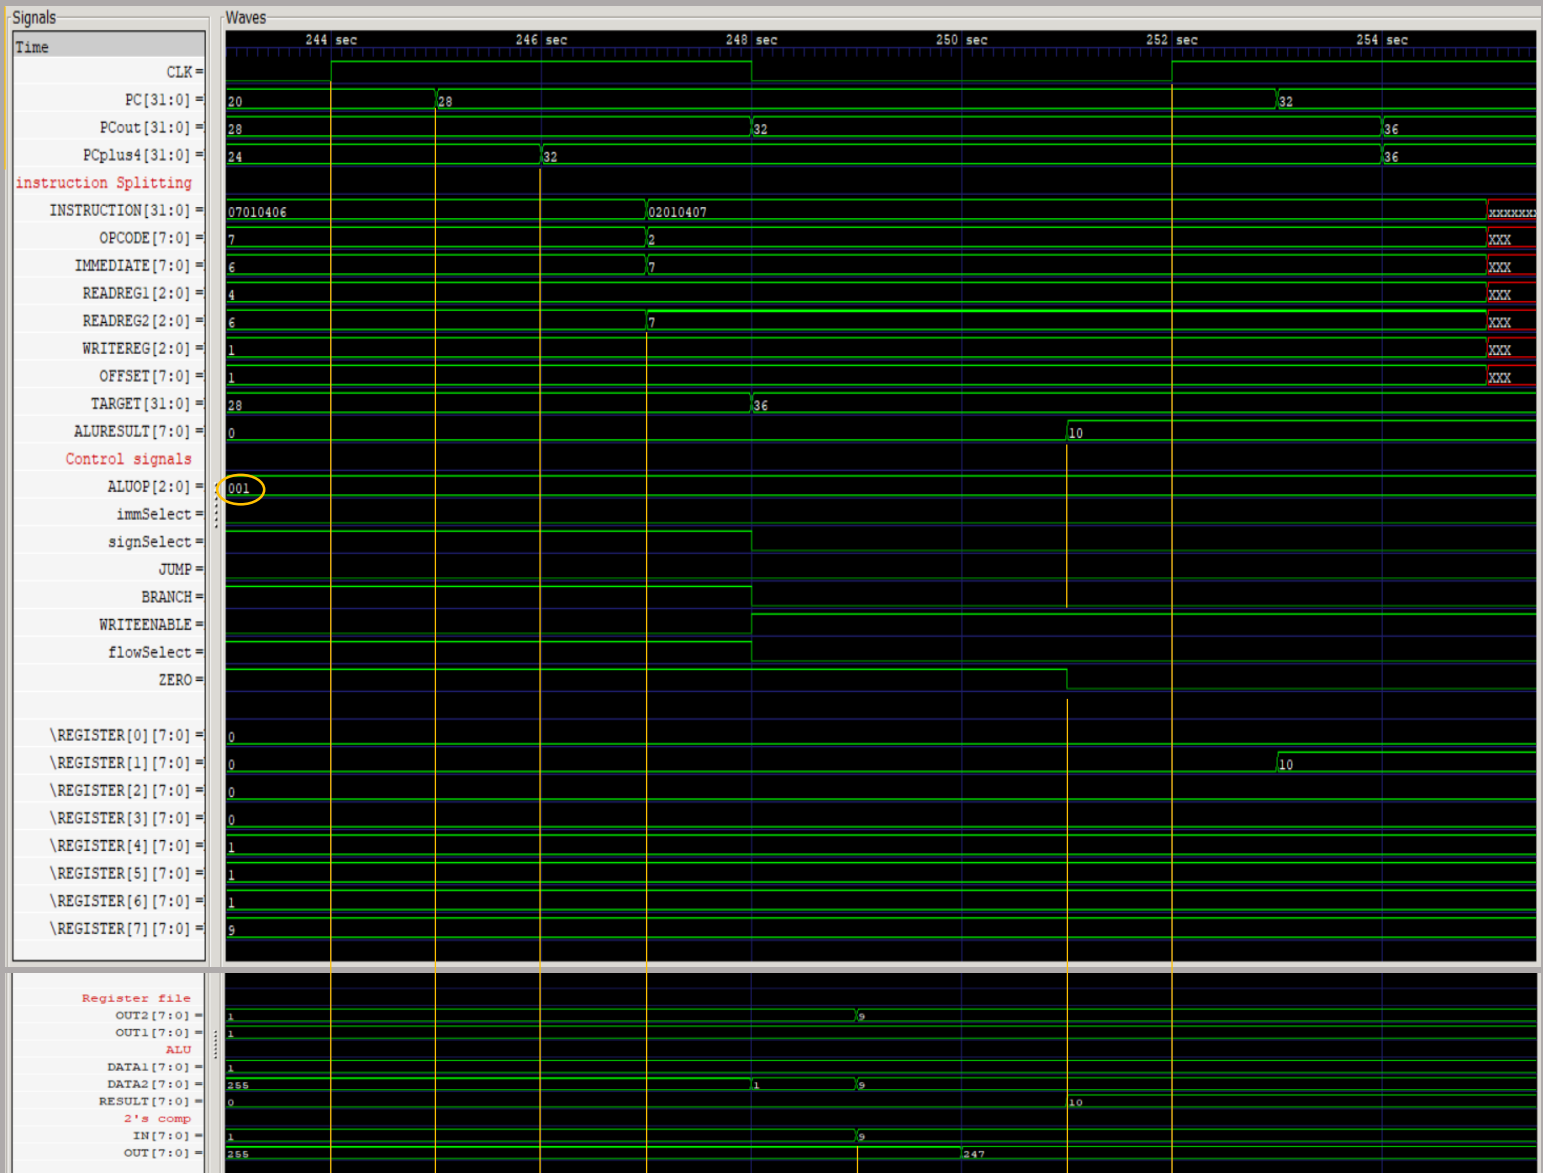 Signals Waves
Time 244 sec 246 sec 248 sec 250 sec 252 sec 254 sec
CLK =
PC[31:0] = 20 28 32
PCout[31:0] = 28 32 36
PCplus4[31:0] = 24 32 36
instruction Splitting
INSTRUCTION[31:0] = 07010406 02010407 xxxxxxx
OPCODE[7:0] = 7 2 xxx
IMMEDIATE[7:0] = 6 7 xxx
READREG1[2:0] = 4 xxx
READREG2[2:0] = 6 7 xxx
WRITEREG[2:0] = 1 xxx
OFFSET[7:0] = 1 xxx
TARGET[31:0] = 28 36
ALURESULT[7:0] = 0 10
Control signals
ALUOP[2:0] = 001
immSelect =
signSelect =
JUMP =
BRANCH =
WRITEENABLE =
flowSelect =
ZERO =
\REGISTER[0][7:0] = 0
\REGISTER[1][7:0] = 0 10
\REGISTER[2][7:0] = 0
\REGISTER[3][7:0] = 0
\REGISTER[4][7:0] = 1
\REGISTER[5][7:0] = 1
\REGISTER[6][7:0] = 1
\REGISTER[7][7:0] = 9
Register file
OUT2[7:0] = 1 9
OUT1[7:0] = 1
ALU
DATA1[7:0] = 1
DATA2[7:0] = 255 1 9
RESULT[7:0] = 0 10
2's comp
IN[7:0] = 1 9
OUT[7:0] = 255 247